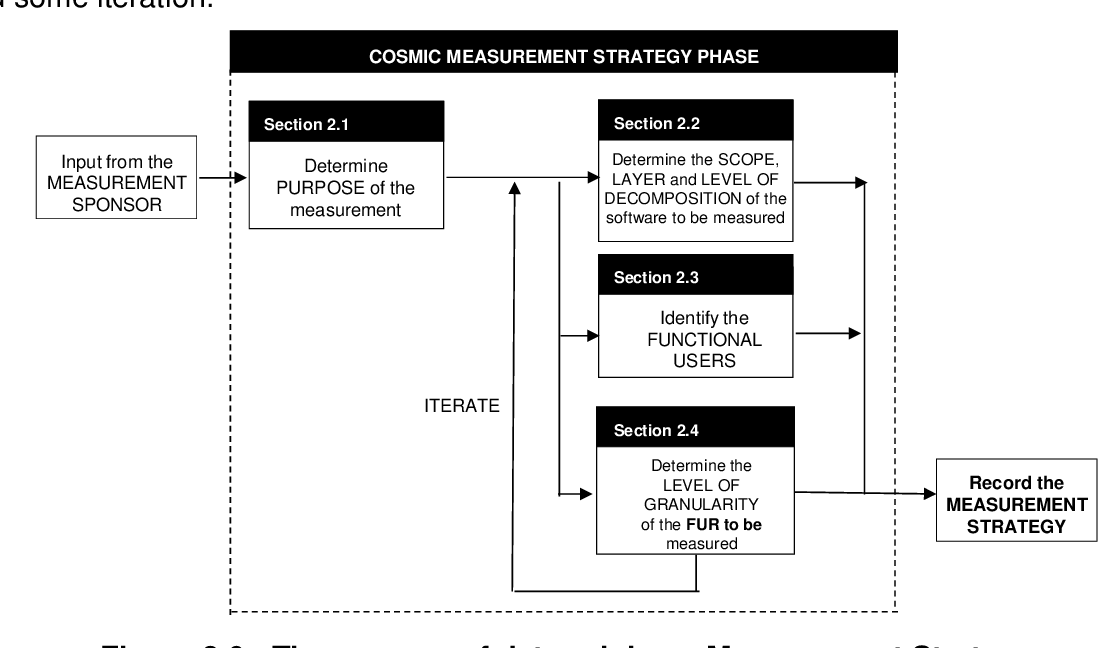 some iteration.
COSMIC MEASUREMENT STRATEGY PHASE
Input from the
MEASUREMENT
SPONSOR
Section 2.1
Determine
PURPOSE of the
measurement
Section 2.2
Determine the SCOPE,
LAYER and LEVEL OF
DECOMPOSITION of the
software to be measured
Section 2.3
Identify the
FUNCTIONAL
USERS
ITERATE
Section 2.4
Determine the
LEVEL OF
GRANULARITY
of the FUR to be
measured
Record the
MEASUREMENT
STRATEGY